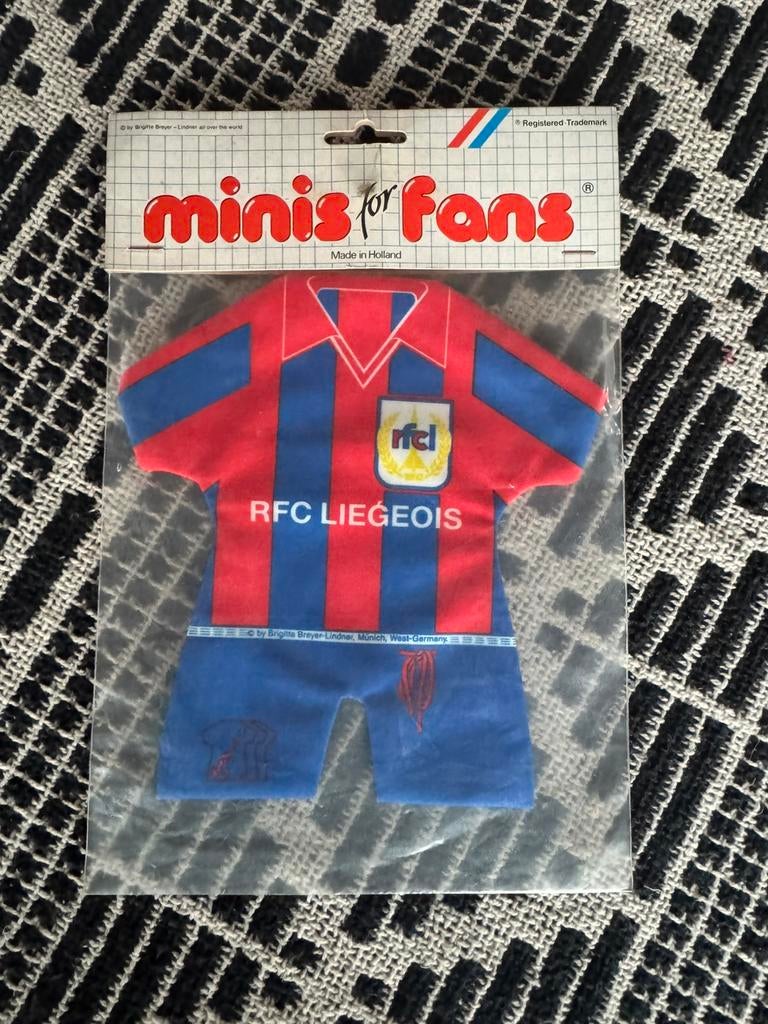 © by Brigitte Breyer – Lindner all over the world
® Registered Trademark
minis for fans ®
Made in Holland
rfcl
RFC LIEGEOIS
© by Brigitte Breyer-Lindner, Münich, West-Germany.